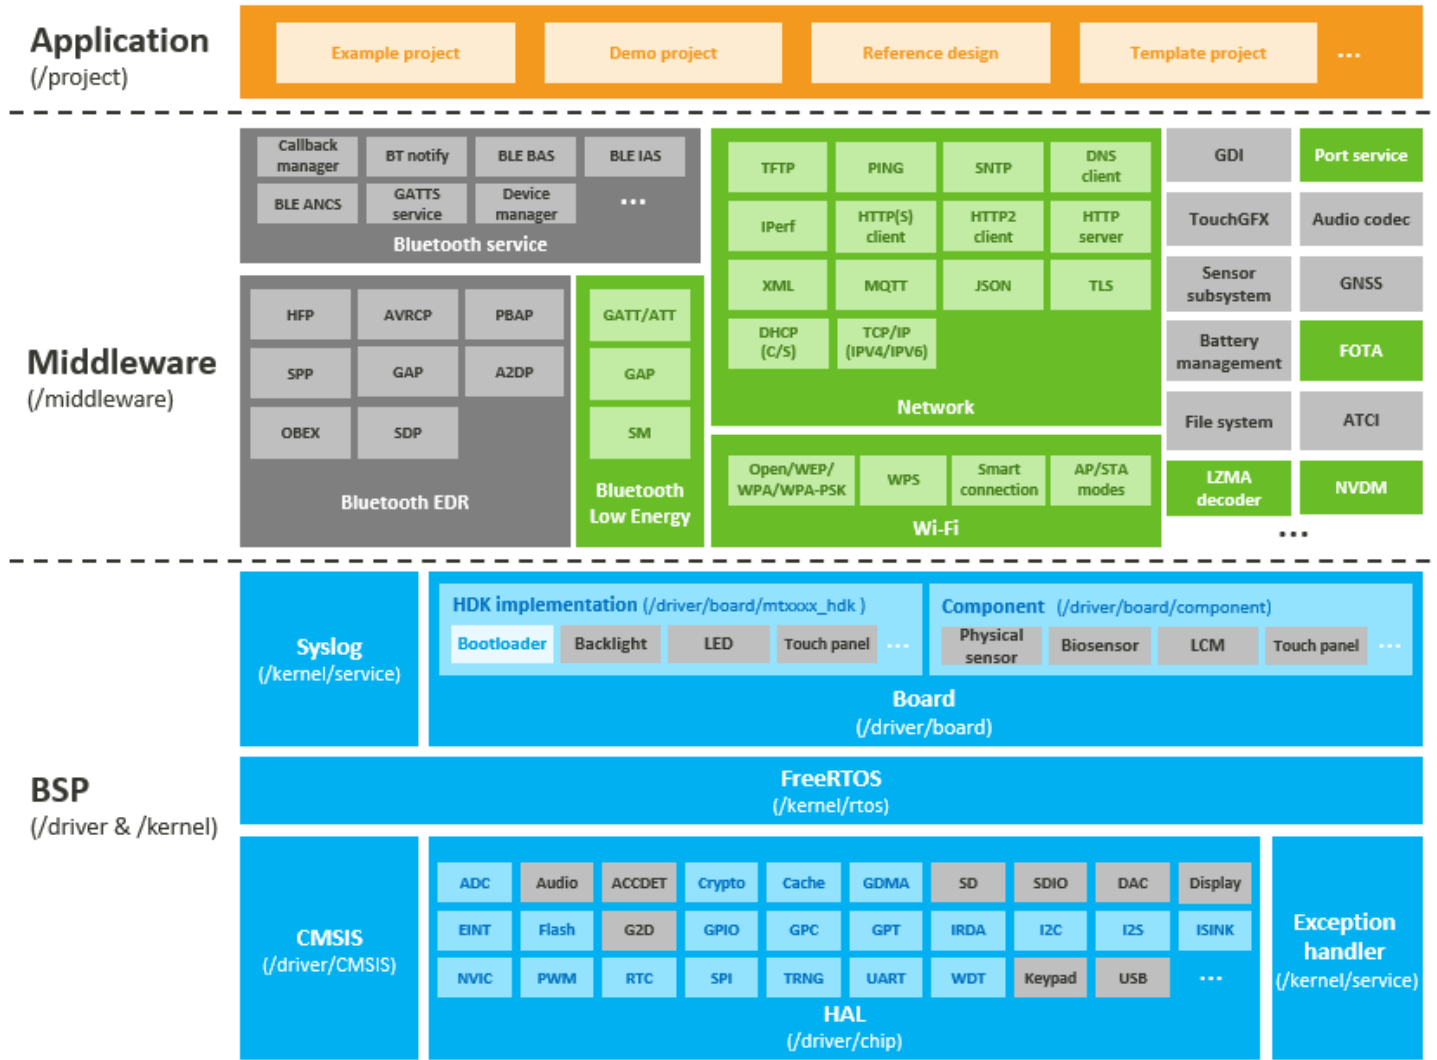 Application
(/project)
Example project
Demo project
Reference design
Template project
...
Middleware
(/middleware)
Callback
manager
BT notify
BLE BAS
BLE IAS
BLE ANCS
GATTS
service
Device
manager
...
Bluetooth service
HFP
AVRCP
PBAP
SPP
GAP
A2DP
OBEX
SDP
Bluetooth EDR
GATT/ATT
GAP
SM
Bluetooth
Low Energy
TFTP
PING
SNTP
DNS
client
IPerf
HTTP(S)
client
HTTP2
client
HTTP
server
XML
MQTT
JSON
TLS
DHCP
(C/S)
TCP/IP
(IPV4/IPV6)
Network
Open/WEP/
WPA/WPA-PSK
WPS
Smart
connection
AP/STA
modes
Wi-Fi
GDI
Port service
TouchGFX
Audio codec
Sensor
subsystem
GNSS
Battery
management
FOTA
File system
ATCI
LZMA
decoder
NVDM
...
BSP
(/driver & /kernel)
Syslog
(/kernel/service)
HDK implementation (/driver/board/mtxxxx_hdk )
Bootloader
Backlight
LED
Touch panel
...
Component (/driver/board/component)
Physical
sensor
Biosensor
LCM
Touch panel
...
Board
(/driver/board)
FreeRTOS
(/kernel/rtos)
CMSIS
(/driver/CMSIS)
ADC
Audio
ACCDET
Crypto
Cache
GDMA
SD
SDIO
DAC
Display
EINT
Flash
G2D
GPIO
GPC
GPT
IRDA
I2C
I2S
ISINK
NVIC
PWM
RTC
SPI
TRNG
UART
WDT
Keypad
USB
...
HAL
(/driver/chip)
Exception
handler
(/kernel/service)